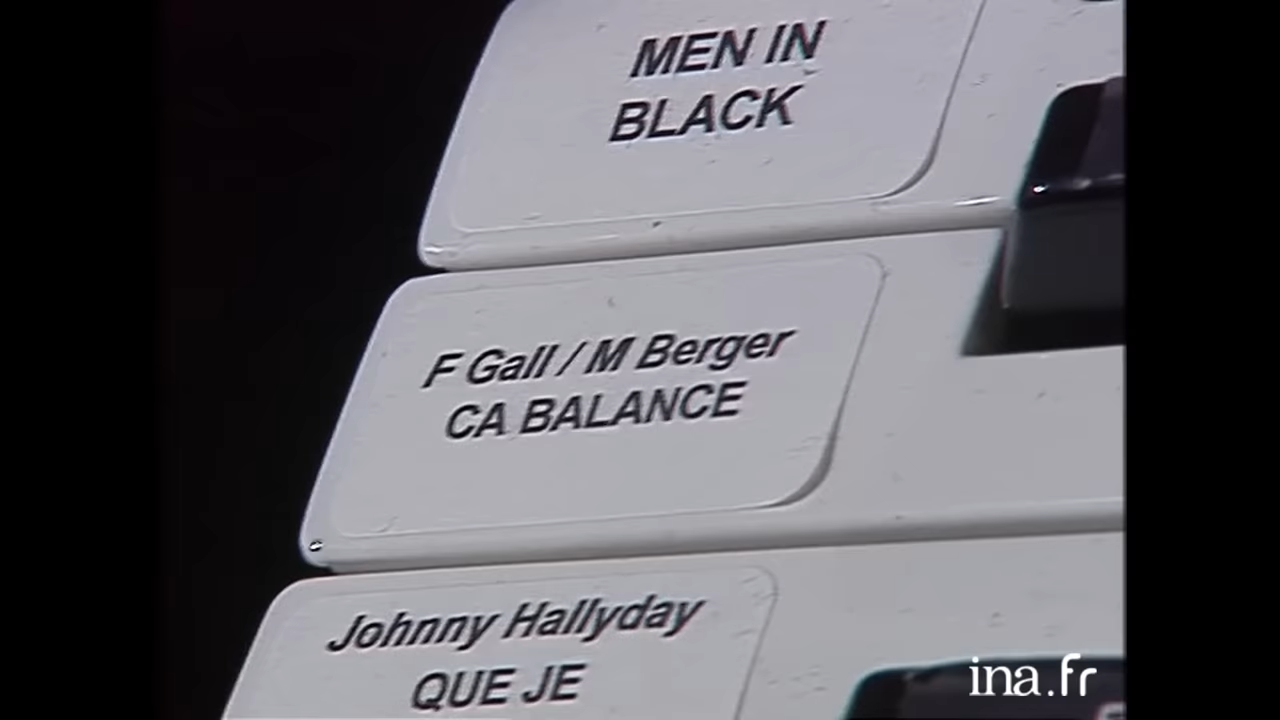 MEN IN
BLACK
F Gall / M Berger
CA BALANCE
Johnny Hallyday
QUE JE
ina.fr